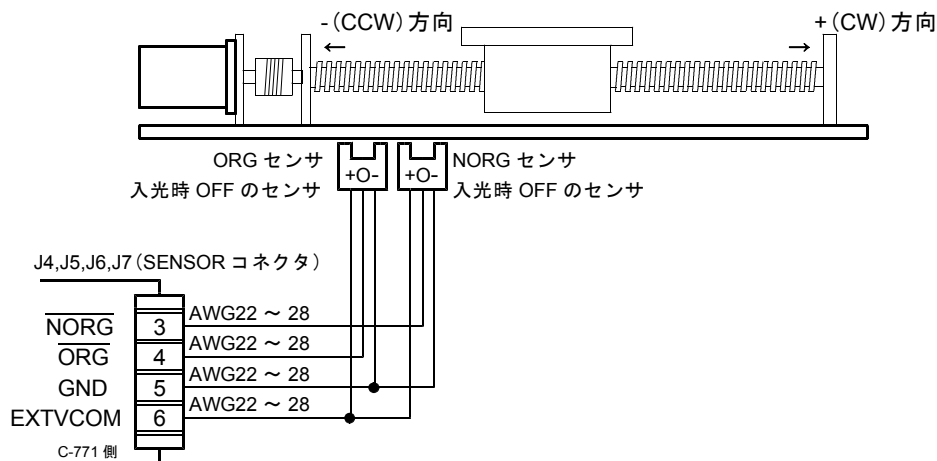 - (CCW) 方向
+ (CW) 方向
←
→
ORG センサ
入光時 OFF のセンサ
+O-
+O-
NORG センサ
入光時 OFF のセンサ
J4,J5,J6,J7 (SENSOR コネクタ)
NORG 3 AWG22 ~ 28
ORG 4 AWG22 ~ 28
GND 5 AWG22 ~ 28
EXTVCOM 6 AWG22 ~ 28
C-771 側